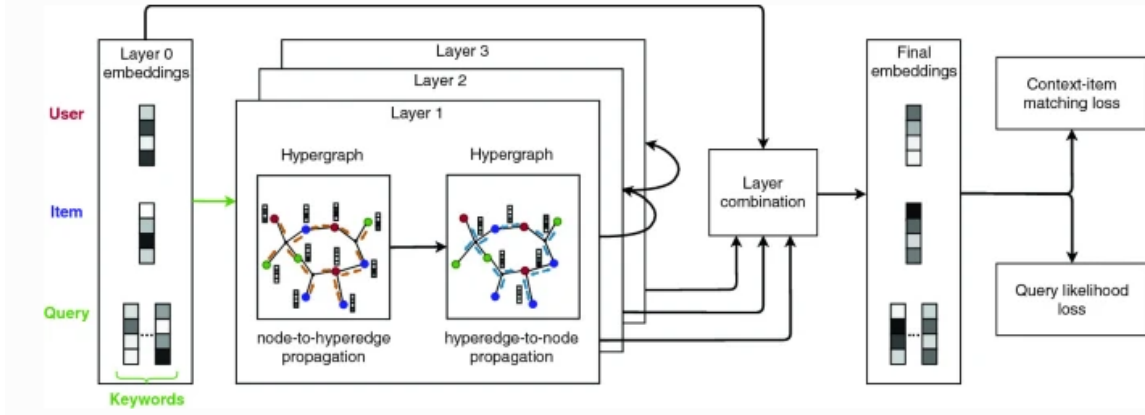 Layer 0
embeddings
User
Item
Query
Keywords
Layer 3
Layer 2
Layer 1
Hypergraph
node-to-hyperedge
propagation
Hypergraph
hyperedge-to-node
propagation
Layer
combination
Final
embeddings
Context-item
matching loss
Query likelihood
loss